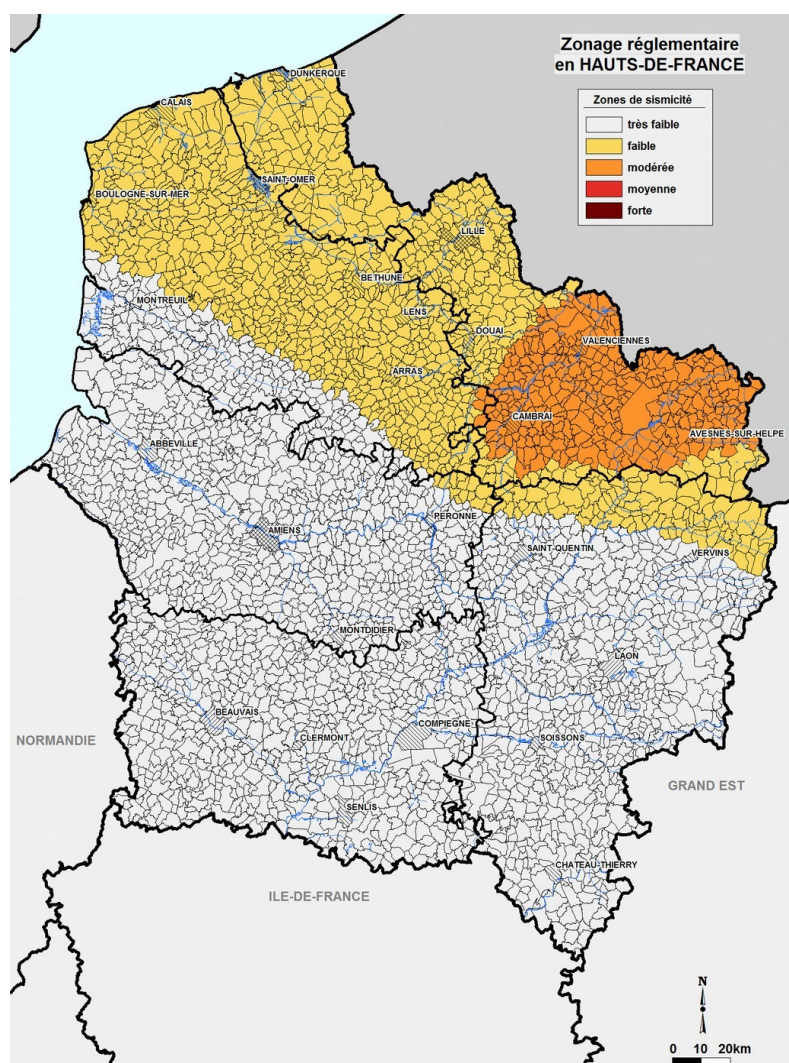 Zonage réglementaire
en HAUTS-DE-FRANCE
Zones de sismicité
très faible
faible
modérée
moyenne
forte
DUNKERQUE
CALAIS
SAINT-OMER
BOULOGNE-SUR-MER
LILLE
BETHUNE
MONTREUIL
LENS
DOUAI
VALENCIENNES
ARRAS
CAMBRAI
AVESNES-SUR-HELPE
ABBEVILLE
PERONNE
AMIENS
SAINT-QUENTIN
VERVINS
MONTDIDIER
LAON
BEAUVAIS
COMPIEGNE
CLERMONT
SOISSONS
NORMANDIE
GRAND EST
SENLIS
CHATEAU-THIERRY
ILE-DE-FRANCE
N
0 10 20km